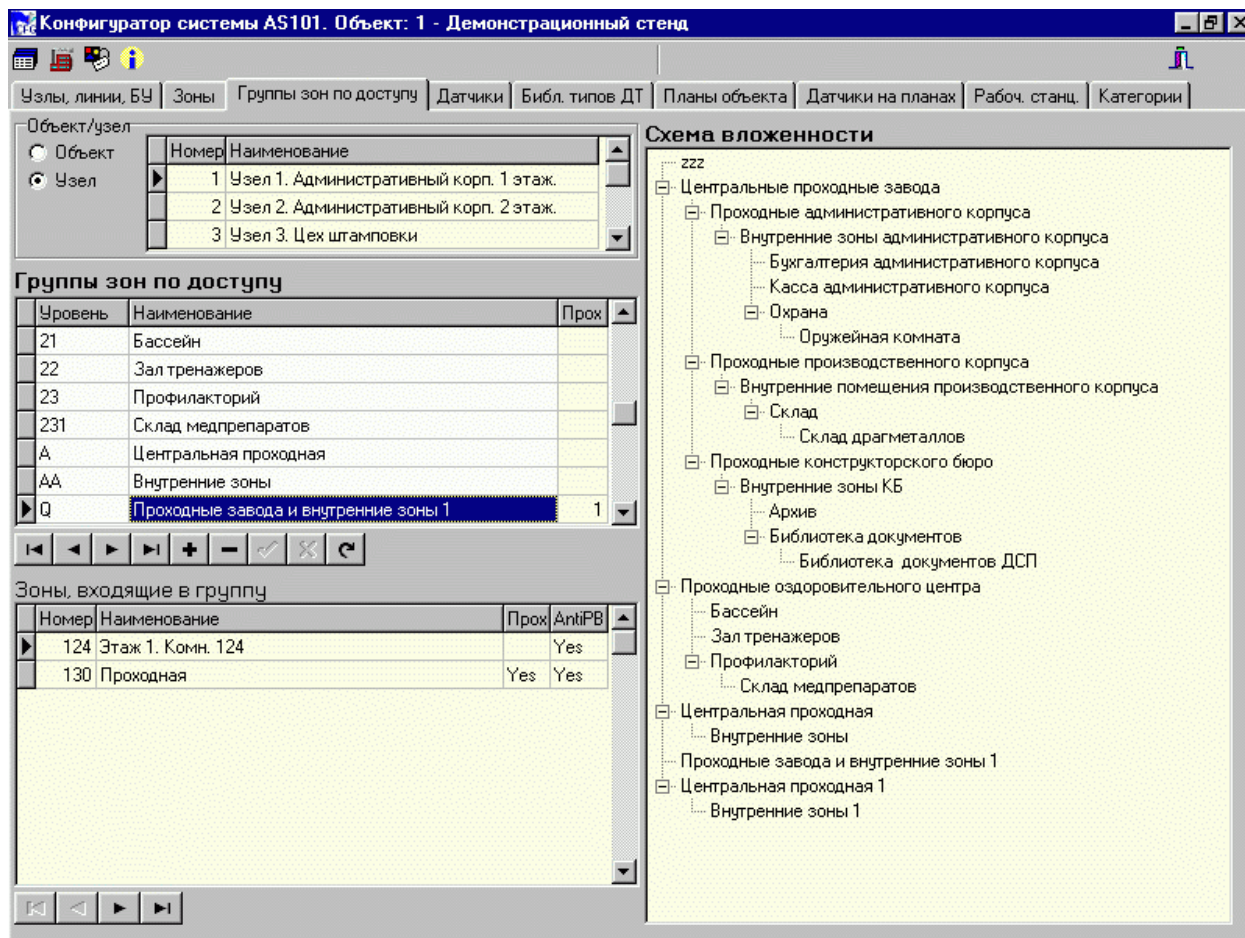 Конфигуратор системы AS101. Объект: 1 - Демонстрационный стенд
Узлы, линии, БУ Зоны Группы зон по доступу Датчики Библ. типов ДТ Планы объекта Датчики на планах Рабоч. станц. Категории
Объект/узел
Объект
Узел
Номер Наименование
1 Узел 1. Административный корп. 1 этаж.
2 Узел 2. Административный корп. 2 этаж.
3 Узел 3. Цех штамповки
Группы зон по доступу
Уровень Наименование Прох
21 Бассейн
22 Зал тренажеров
23 Профилакторий
231 Склад медпрепаратов
A Центральная проходная
AA Внутренние зоны
Q Проходные завода и внутренние зоны 1 1
Зоны, входящие в группу
Номер Наименование Прох AntiPB
124 Этаж 1. Комн. 124 Yes
130 Проходная Yes Yes
Схема вложенности
zzz
Центральные проходные завода
Проходные административного корпуса
Внутренние зоны административного корпуса
Бухгалтерия административного корпуса
Касса административного корпуса
Охрана
Оружейная комната
Проходные производственного корпуса
Внутренние помещения производственного корпуса
Склад
Склад драгметаллов
Проходные конструкторского бюро
Внутренние зоны КБ
Архив
Библиотека документов
Библиотека документов ДСП
Проходные оздоровительного центра
Бассейн
Зал тренажеров
Профилакторий
Склад медпрепаратов
Центральная проходная
Внутренние зоны
Проходные завода и внутренние зоны 1
Центральная проходная 1
Внутренние зоны 1